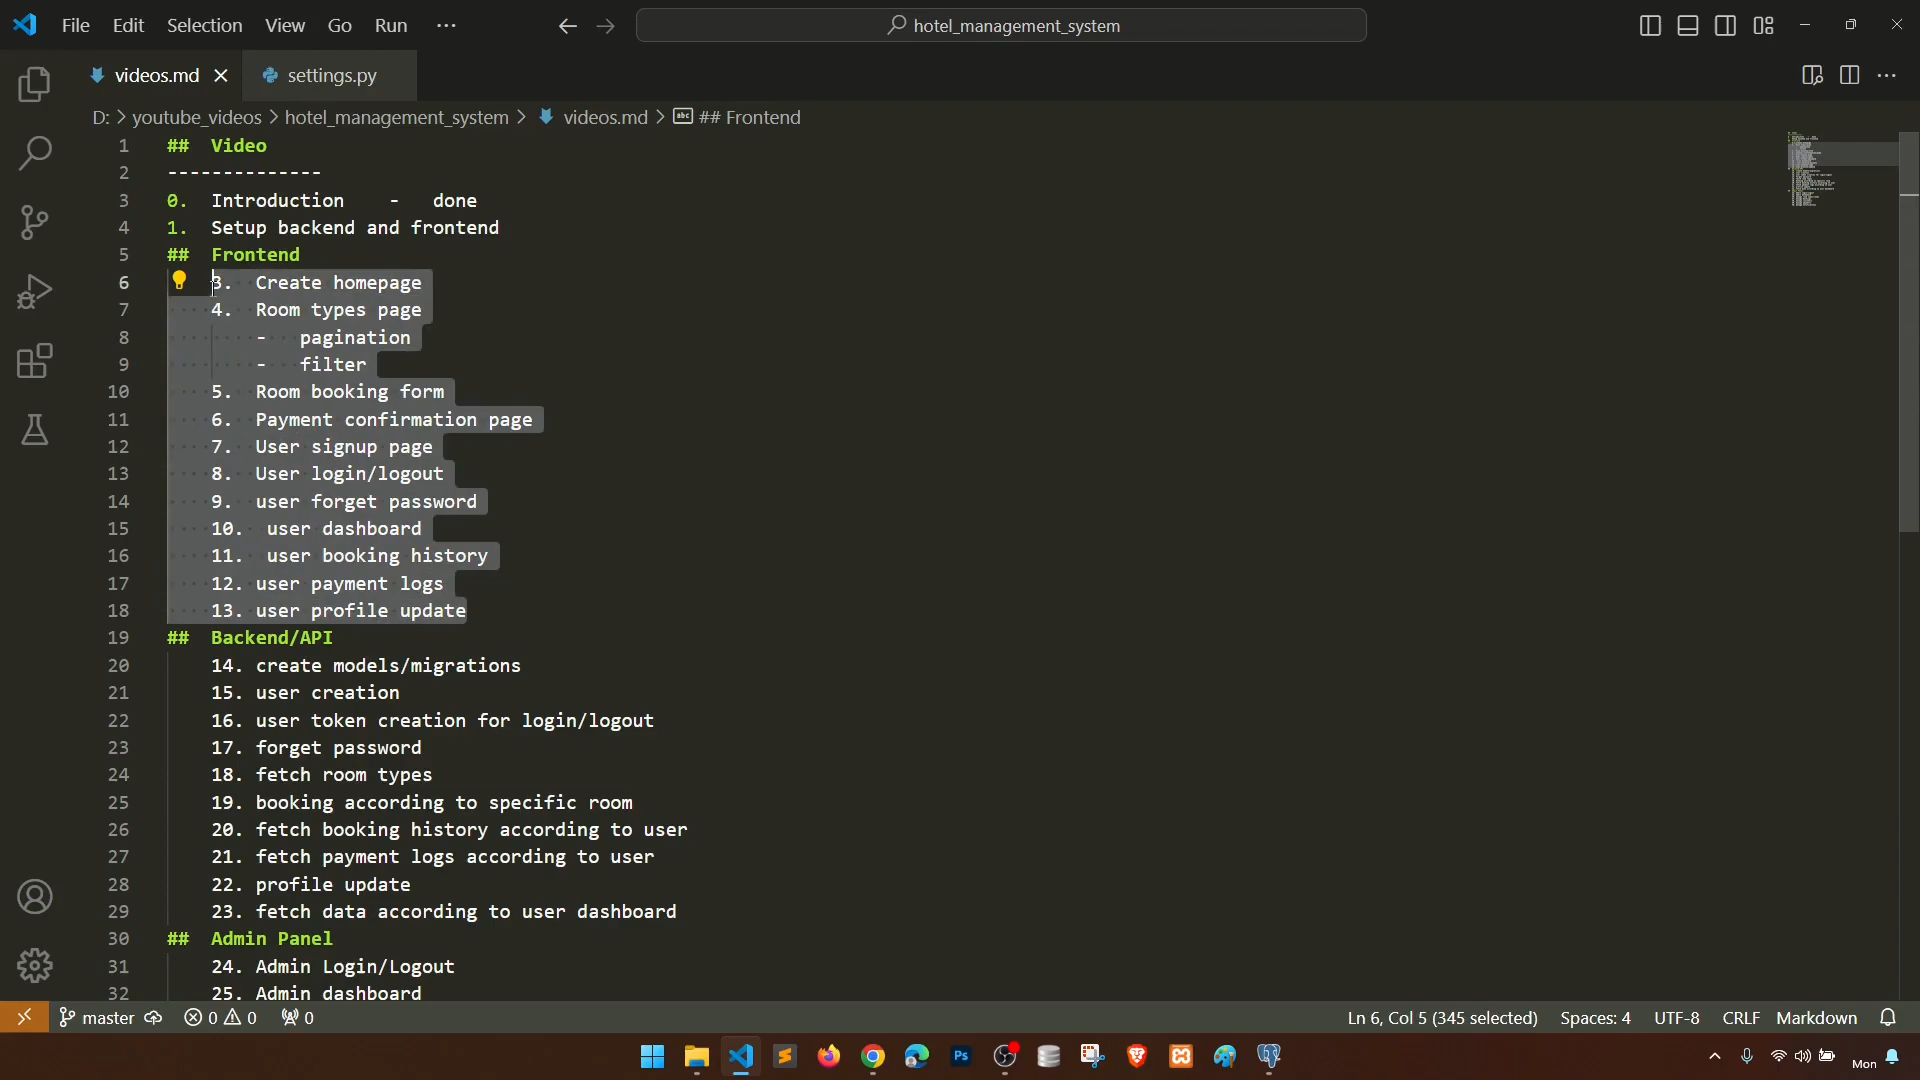 File Edit Selection View Go Run ··· hotel_management_system
videos.md settings.py
D: > youtube_videos > hotel_management_system > videos.md > ## Frontend
1 ## Video
2 --------------
3 0. Introduction - done
4 1. Setup backend and frontend
5 ## Frontend
6 3. Create homepage
7 4. Room types page
8 - pagination
9 - filter
10 5. Room booking form
11 6. Payment confirmation page
12 7. User signup page
13 8. User login/logout
14 9. user forget password
15 10. user dashboard
16 11. user booking history
17 12. user payment logs
18 13. user profile update
19 ## Backend/API
20 14. create models/migrations
21 15. user creation
22 16. user token creation for login/logout
23 17. forget password
24 18. fetch room types
25 19. booking according to specific room
26 20. fetch booking history according to user
27 21. fetch payment logs according to user
28 22. profile update
29 23. fetch data according to user dashboard
30 ## Admin Panel
31 24. Admin Login/Logout
32 25. Admin dashboard
master 0 0 0 Ln 6, Col 5 (345 selected) Spaces: 4 UTF-8 CRLF Markdown
Ps Mon